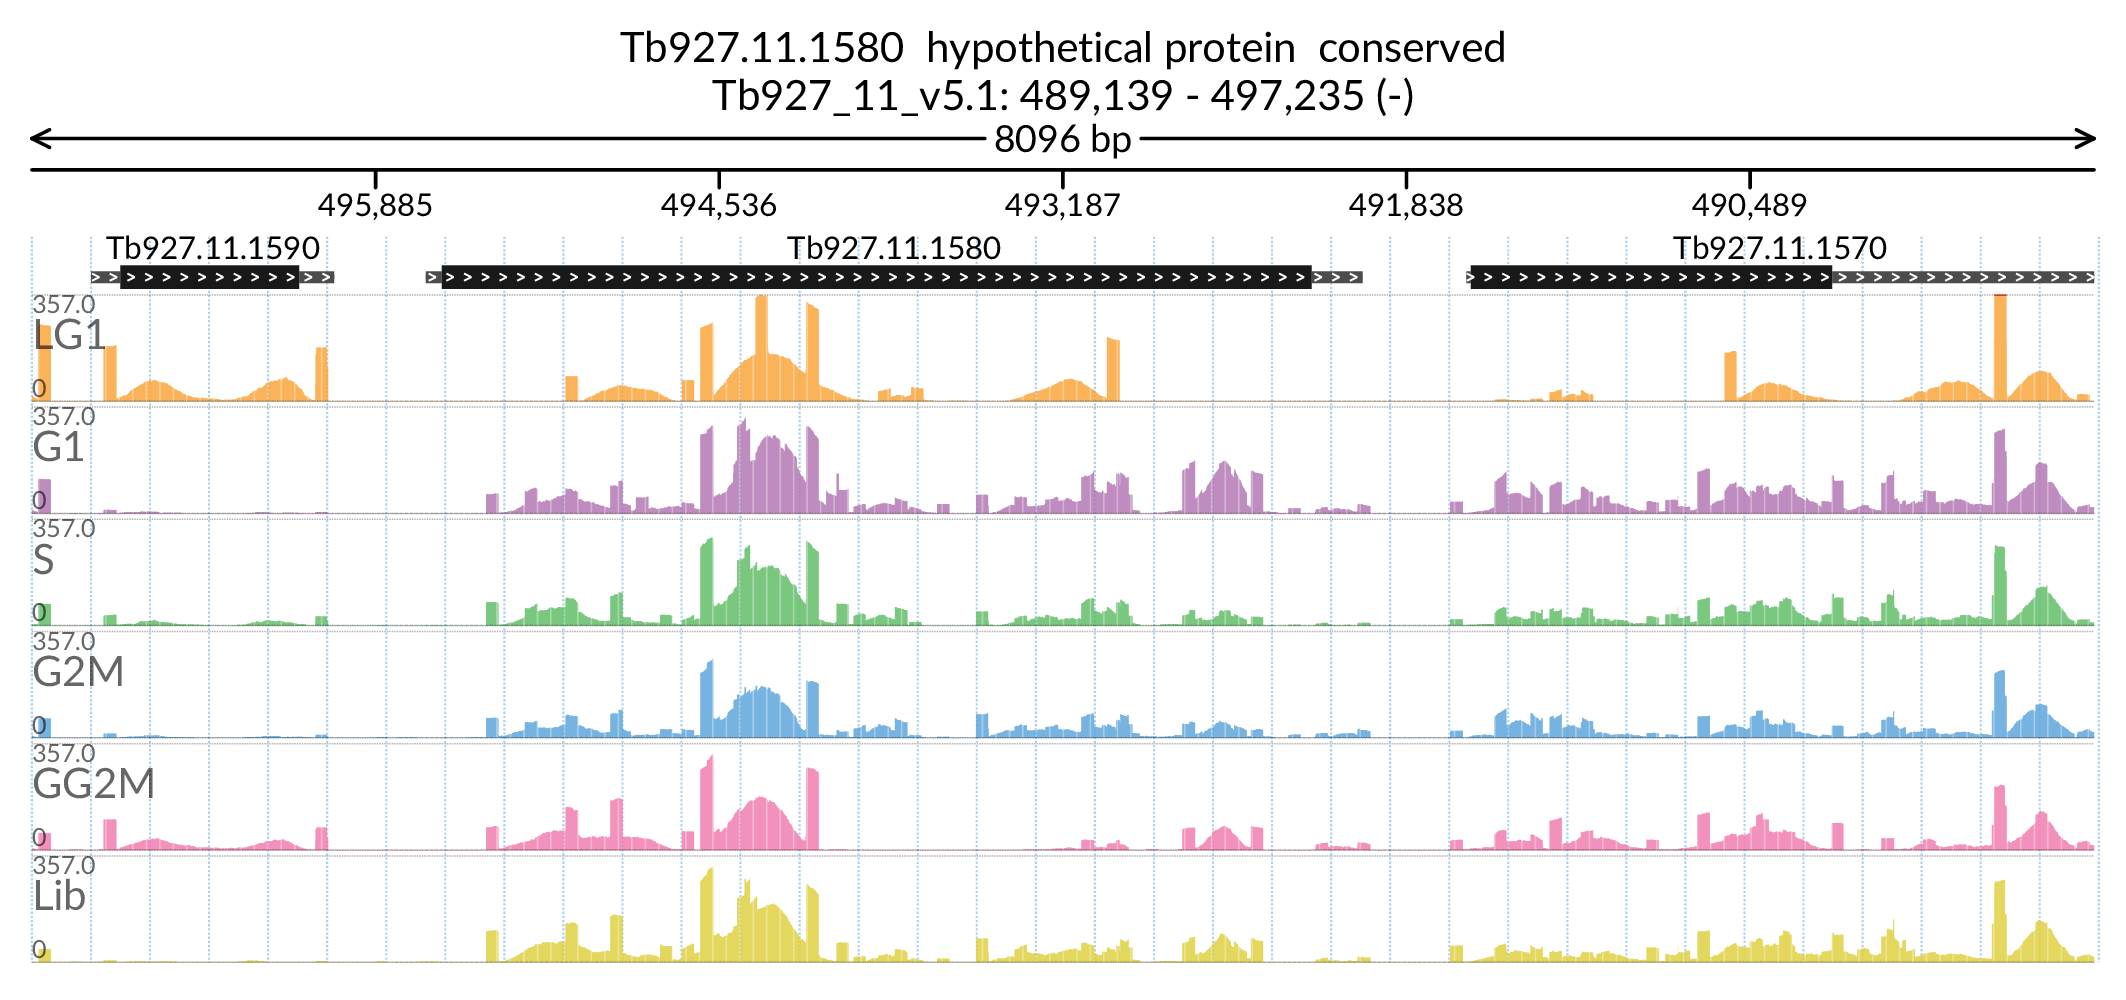 Tb927.11.1580  hypothetical protein  conserved
Tb927_11_v5.1: 489,139 - 497,235 (-)
8096 bp
495,885 494,536 493,187 491,838 490,489
Tb927.11.1590 Tb927.11.1580 Tb927.11.1570
357.0
LG1
0
357.0
G1
0
357.0
S
0
357.0
G2M
0
357.0
GG2M
0
357.0
Lib
0